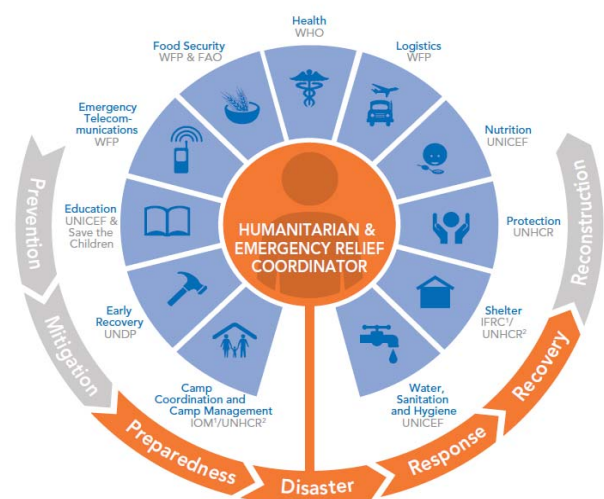 Health
WHO
Food Security
WFP & FAO
Logistics
WFP
Emergency
Telecom-
munications
WFP
Nutrition
UNICEF
Education
UNICEF &
Save the
Children
HUMANITARIAN &
EMERGENCY RELIEF
COORDINATOR
Protection
UNHCR
Early
Recovery
UNDP
Shelter
IFRC¹/
UNHCR²
Camp
Coordination and
Camp Management
IOM¹/UNHCR²
Water,
Sanitation
and Hygiene
UNICEF
Prevention
Mitigation
Preparedness
Disaster
Response
Recovery
Reconstruction